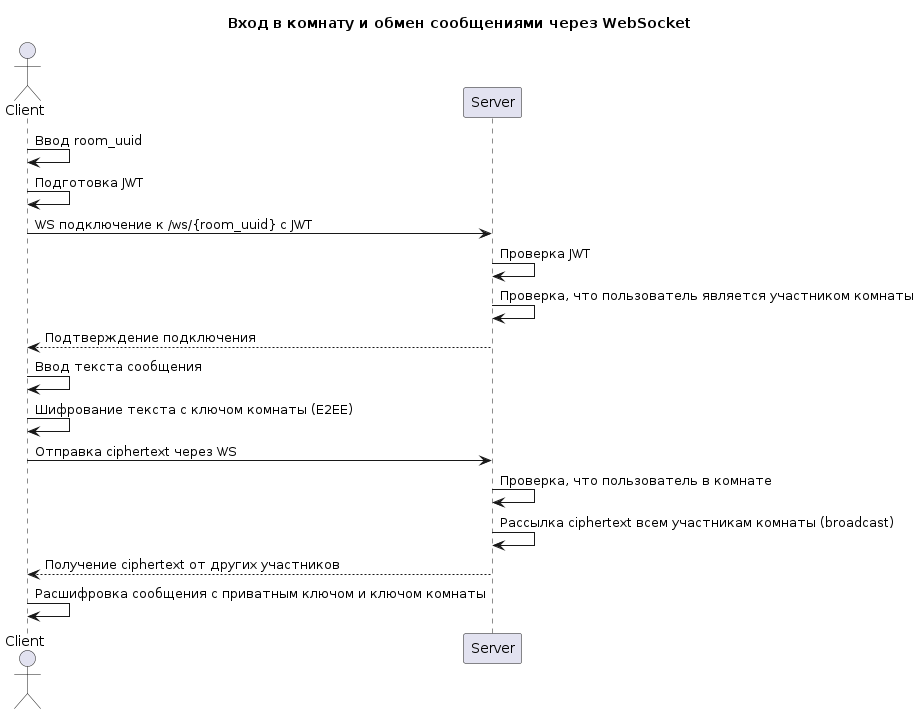 Вход в комнату и обмен сообщениями через WebSocket
Client
Server
Ввод room_uuid
Подготовка JWT
WS подключение к /ws/{room_uuid} с JWT
Проверка JWT
Проверка, что пользователь является участником комнаты
Подтверждение подключения
Ввод текста сообщения
Шифрование текста с ключом комнаты (E2EE)
Отправка ciphertext через WS
Проверка, что пользователь в комнате
Рассылка ciphertext всем участникам комнаты (broadcast)
Получение ciphertext от других участников
Расшифровка сообщения с приватным ключом и ключом комнаты
Client
Server